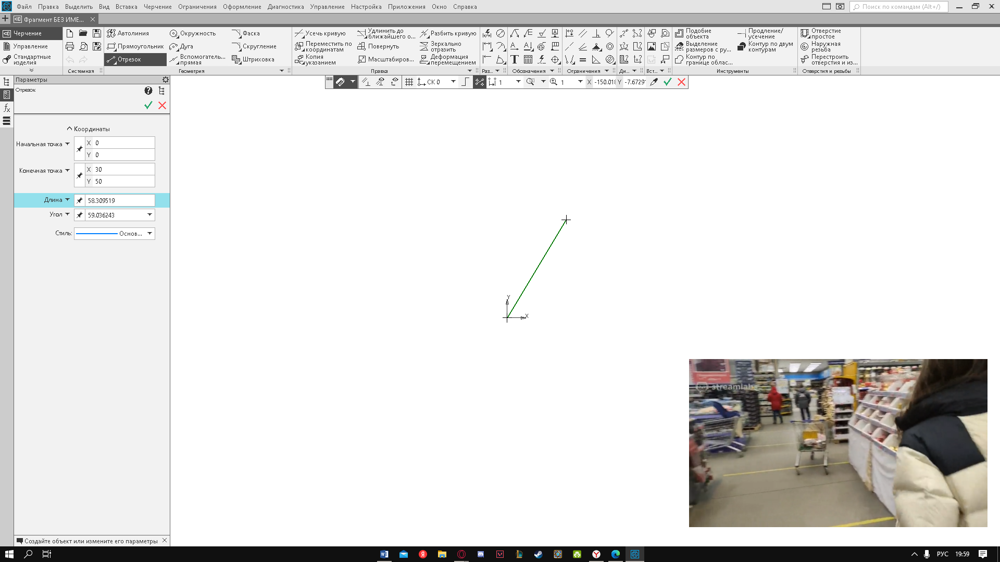 Файл Правка Выделить Вид Вставка Черчение Ограничения Оформление Диагностика Управление Настройка Приложения Окно Справка Поиск по командам (Alt+/)
Фрагмент БЕЗ ИМЕ...
Черчение
Управление
Стандартные изделия
Системная
Автолиния Окружность Фаска
Прямоугольник Дуга Скругление
Отрезок Вспомогатель... прямая Штриховка
Геометрия
Усечь кривую Удлинить до ближайшего о... Разбить кривую
Переместить по координатам Повернуть Зеркально отразить
Копия указанием Масштабиров... Деформация перемещением
Правка
Раз... Обозначения Ограничения Ди... Вст...
Подобие объекта Продление/ усечение
Выделение размеров с ру... Контур по двум контурам
Контур по границе облас...
Инструменты
Отверстие простое
Наружная резьба
Перестроить отверстия и из...
Отверстия и резьбы
Параметры
СК 0 1 1 X -150.018 Y -7.6729
Отрезок
Координаты
Начальная точка X 0
Y 0
Конечная точка X 30
Y 50
Длина 58.309519
Угол 59.036243
Стиль: Основ...
Y
X
streamlabs
Создайте объект или измените его параметры
РУС 19:59